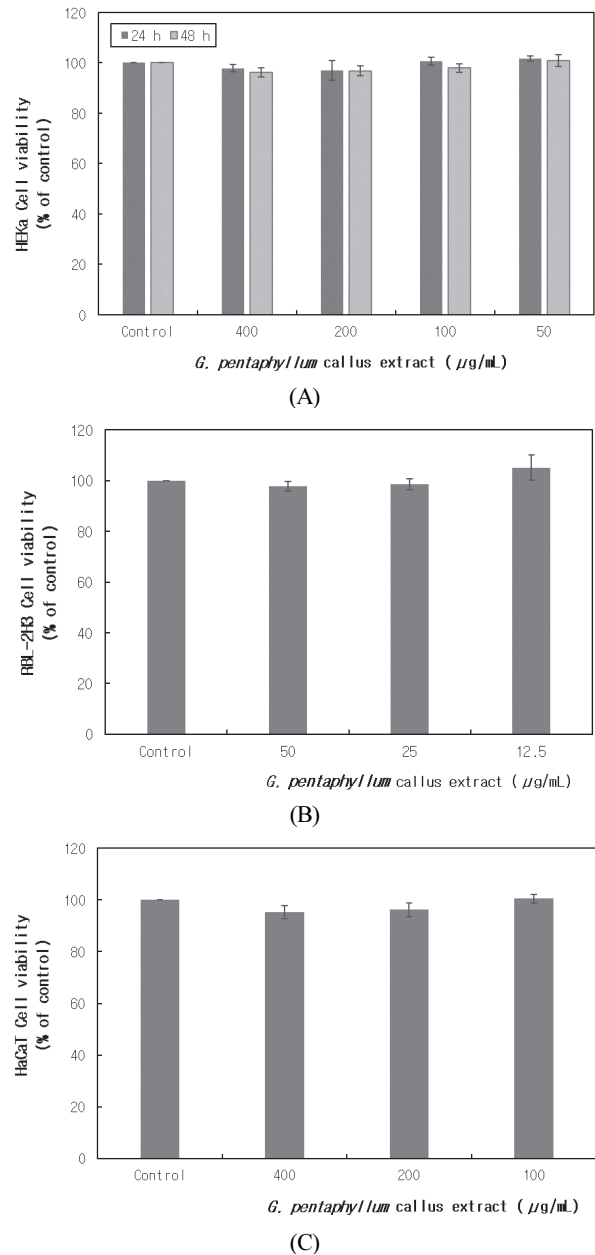 24 h 48 h
120
100
80
60
40
20
0
HEKa Cell viability
(% of control)
Control 400 200 100 50
G. pentaphyllum callus extract (µg/mL)
(A)
120
100
80
60
40
20
0
RBL-2H3 Cell viability
(% of control)
Control 50 25 12.5
G. pentaphyllum callus extract (µg/mL)
(B)
120
100
80
60
40
20
0
HaCaT Cell viability
(% of control)
Control 400 200 100
G. pentaphyllum callus extract (µg/mL)
(C)